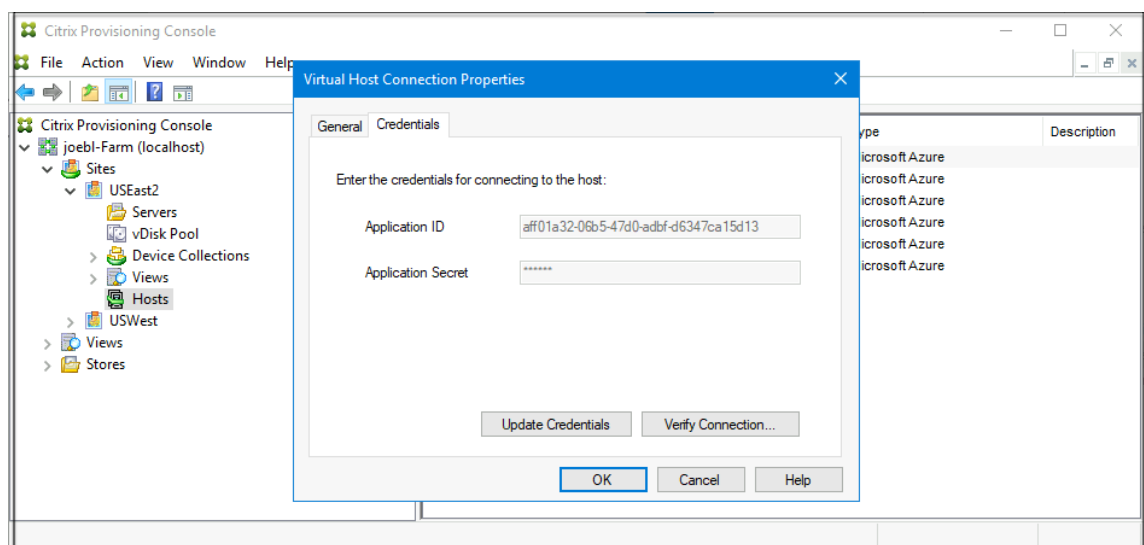 Citrix Provisioning Console
File Action View Window Help
Virtual Host Connection Properties
Citrix Provisioning Console
joebl-Farm (localhost)
Sites
USEast2
Servers
vDisk Pool
Device Collections
Views
Hosts
USWest
Views
Stores
General Credentials
Enter the credentials for connecting to the host:
Application ID aff01a32-06b5-47d0-adbf-d6347ca15d13
Application Secret ******
Update Credentials Verify Connection...
OK Cancel Help
ype Description
icrosoft Azure
icrosoft Azure
icrosoft Azure
icrosoft Azure
icrosoft Azure
icrosoft Azure